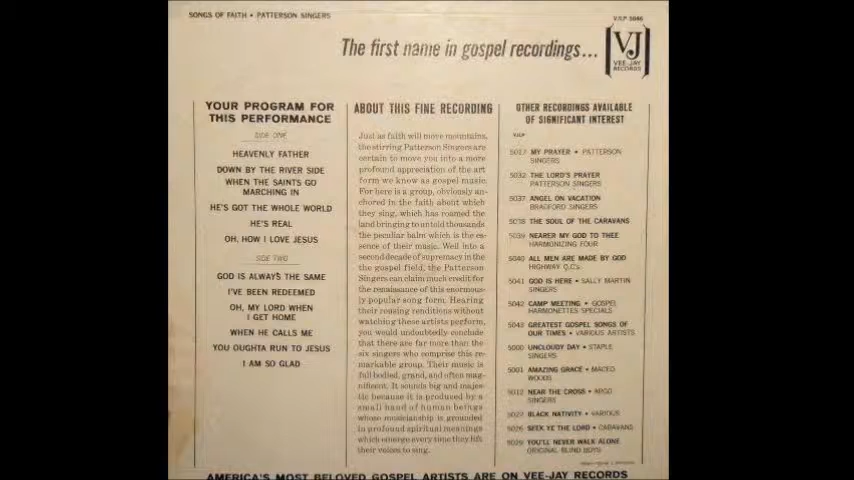 SONGS OF FAITH • PATTERSON SINGERS
VJLP 5046
The first name in gospel recordings...
VJ
VEE-JAY
RECORDS
YOUR PROGRAM FOR
THIS PERFORMANCE
SIDE ONE
HEAVENLY FATHER
DOWN BY THE RIVER SIDE
WHEN THE SAINTS GO
MARCHING IN
HE'S GOT THE WHOLE WORLD
HE'S REAL
OH, HOW I LOVE JESUS
SIDE TWO
GOD IS ALWAYS THE SAME
I'VE BEEN REDEEMED
OH, MY LORD WHEN
I GET HOME
WHEN HE CALLS ME
YOU OUGHTA RUN TO JESUS
I AM SO GLAD
ABOUT THIS FINE RECORDING
Just as faith will move mountains,
the stirring Patterson Singers are
certain to move you into a more
profound appreciation of the art
form we know as gospel music.
For here is a group, obviously an-
chored in the faith about which
they sing, which has roamed the
land bringing to untold thousands
the peculiar balm which is the es-
sence of their music. Well into a
second decade of supremacy in the
the gospel field, the Patterson
Singers can claim much credit for
the renaissance of this enormous-
ly popular song form. Hearing
their rousing renditions without
watching these artists perform,
you would undoubtedly conclude
that there are far more than the
six singers who comprise this re-
markable group. Their music is
full bodied, grand, and often mag-
nificent. It sounds big and majes-
tic because it is produced by a
small band of human beings
whose musicianship is grounded
in profound spiritual meanings
which emerge every time they lift
their voices to sing.
OTHER RECORDINGS AVAILABLE
OF SIGNIFICANT INTEREST
VJLP
5027 MY PRAYER • PATTERSON
SINGERS
5032 THE LORD'S PRAYER
PATTERSON SINGERS
5037 ANGEL ON VACATION
BRADFORD SINGERS
5038 THE SOUL OF THE CARAVANS
5039 NEARER MY GOD TO THEE
HARMONIZING FOUR
5040 ALL MEN ARE MADE BY GOD
HIGHWAY Q.C.'s
5041 GOD IS HERE • SALLY MARTIN
SINGERS
5042 CAMP MEETING • GOSPEL
HARMONETTES SPECIALS
5043 GREATEST GOSPEL SONGS OF
OUR TIMES • VARIOUS ARTISTS
5000 UNCLOUDY DAY • STAPLE
SINGERS
5001 AMAZING GRACE • MACEO
WOODS
5012 NEAR THE CROSS • ARGO
SINGERS
5022 BLACK NATIVITY • VARIOUS
5026 SEEK YE THE LORD • CARAVANS
5029 YOU'LL NEVER WALK ALONE
ORIGINAL BLIND BOYS
AMERICA'S MOST BELOVED GOSPEL ARTISTS ARE ON VEE-JAY RECORDS